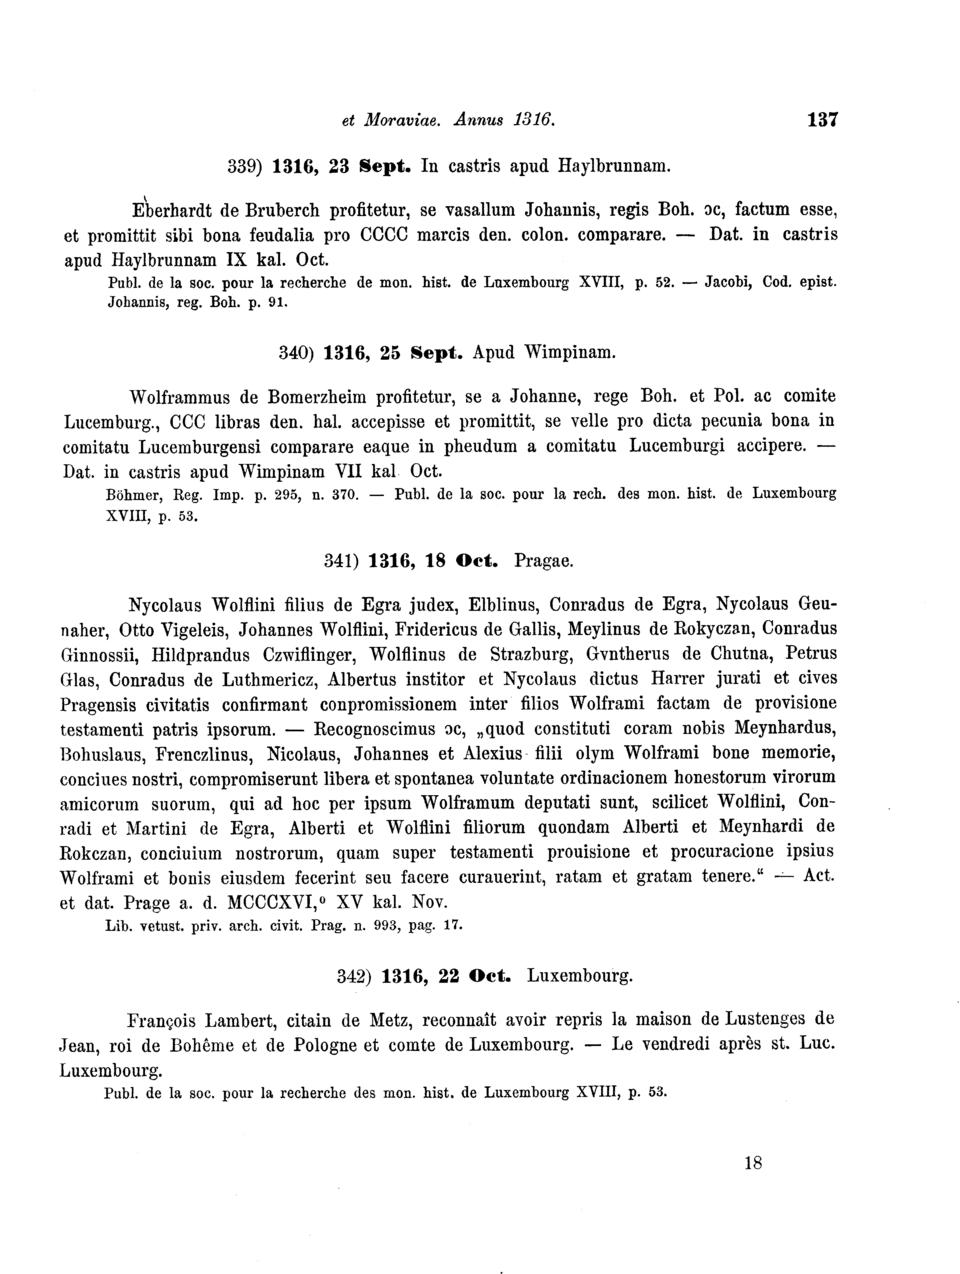 et Moraviae. Annus 1316. 137
339) 1316, 23 Sept. In castris apud Haylbrunnam.
Eberhardt de Bruberch profitetur, se vasallum Johannis, regis Boh. ɔc, factum esse,
et promittit sibi bona feudalia pro CCCC marcis den. colon. comparare. — Dat. in castris
apud Haylbrunnam IX kal. Oct.
Publ. de la soc. pour la recherche de mon. hist. de Luxembourg XVIII, p. 52. — Jacobi, Cod. epist.
Johannis, reg. Boh. p. 91.
340) 1316, 25 Sept. Apud Wimpinam.
Wolframmus de Bomerzheim profitetur, se a Johanne, rege Boh. et Pol. ac comite
Lucemburg., CCC libras den. hal. accepisse et promittit, se velle pro dicta pecunia bona in
comitatu Lucemburgensi comparare eaque in pheudum a comitatu Lucemburgi accipere. —
Dat. in castris apud Wimpinam VII kal Oct.
Böhmer, Reg. Imp. p. 295, n. 370. — Publ. de la soc. pour la rech. des mon. hist. de Luxembourg
XVIII, p. 53.
341) 1316, 18 Oct. Pragae.
Nycolaus Wolflini filius de Egra judex, Elblinus, Conradus de Egra, Nycolaus Geu-
naher, Otto Vigeleis, Johannes Wolflini, Fridericus de Gallis, Meylinus de Rokyczan, Conradus
Ginnossii, Hildprandus Czwiflinger, Wolflinus de Strazburg, Gvntherus de Chutna, Petrus
Glas, Conradus de Luthmericz, Albertus institor et Nycolaus dictus Harrer jurati et cives
Pragensis civitatis confirmant conpromissionem inter filios Wolframi factam de provisione
testamenti patris ipsorum. — Recognoscimus ɔc, „quod constituti coram nobis Meynhardus,
Bohuslaus, Frenczlinus, Nicolaus, Johannes et Alexius filii olym Wolframi bone memorie,
conciues nostri, compromiserunt libera et spontanea voluntate ordinacionem honestorum virorum
amicorum suorum, qui ad hoc per ipsum Wolframum deputati sunt, scilicet Wolflini, Con-
radi et Martini de Egra, Alberti et Wolflini filiorum quondam Alberti et Meynhardi de
Rokczan, conciuium nostrorum, quam super testamenti prouisione et procuracione ipsius
Wolframi et bonis eiusdem fecerint seu facere curauerint, ratam et gratam tenere.“ — Act.
et dat. Prage a. d. MCCCXVI,⁰ XV kal. Nov.
Lib. vetust. priv. arch. civit. Prag. n. 993, pag. 17.
342) 1316, 22 Oct. Luxembourg.
François Lambert, citain de Metz, reconnaît avoir repris la maison de Lustenges de
Jean, roi de Bohême et de Pologne et comte de Luxembourg. — Le vendredi après st. Luc.
Luxembourg.
Publ. de la soc. pour la recherche des mon. hist. de Luxembourg XVIII, p. 53.
18